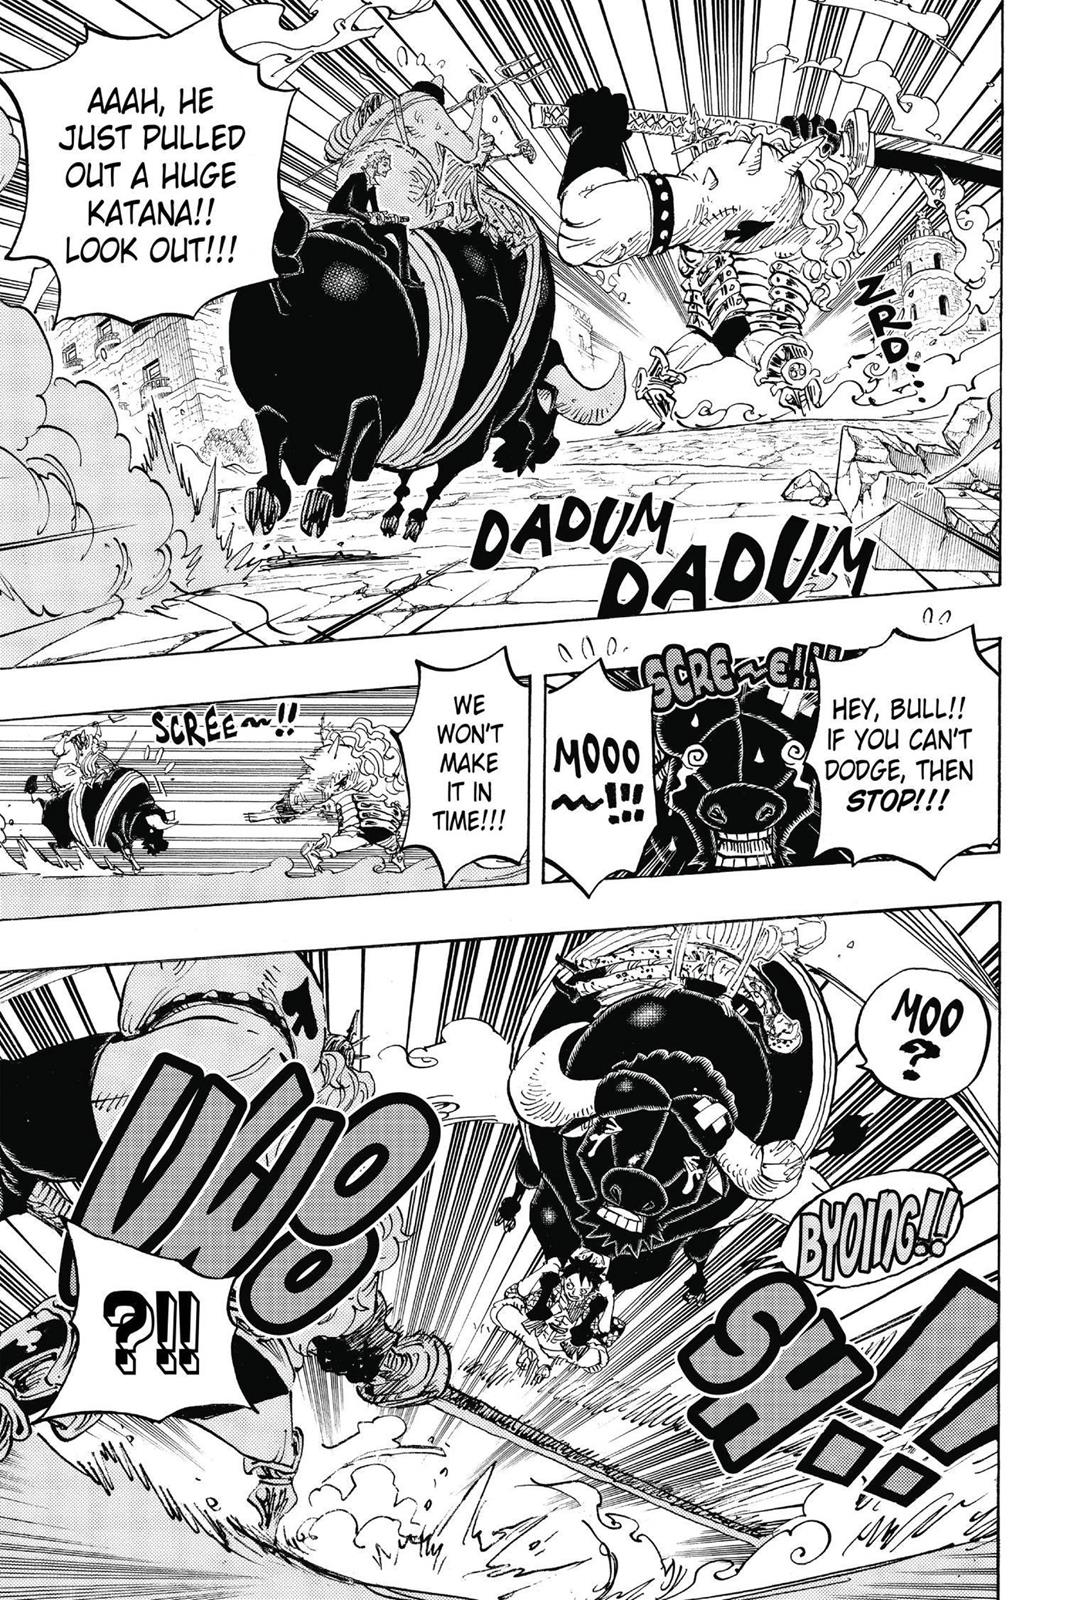 AAAH, HE
JUST PULLED
OUT A HUGE
KATANA!!
LOOK OUT!!!
ZRD...
DADUM
DADUM
HEY, BULL!!
IF YOU CAN'T
DODGE, THEN
STOP!!!
SCRE~E!!!
MOOO
~!!!
WE
WON'T
MAKE
IT IN
TIME!!!
SCREE~!!
MOO
?
BYOING!!
WHOO
SH!!
?!!